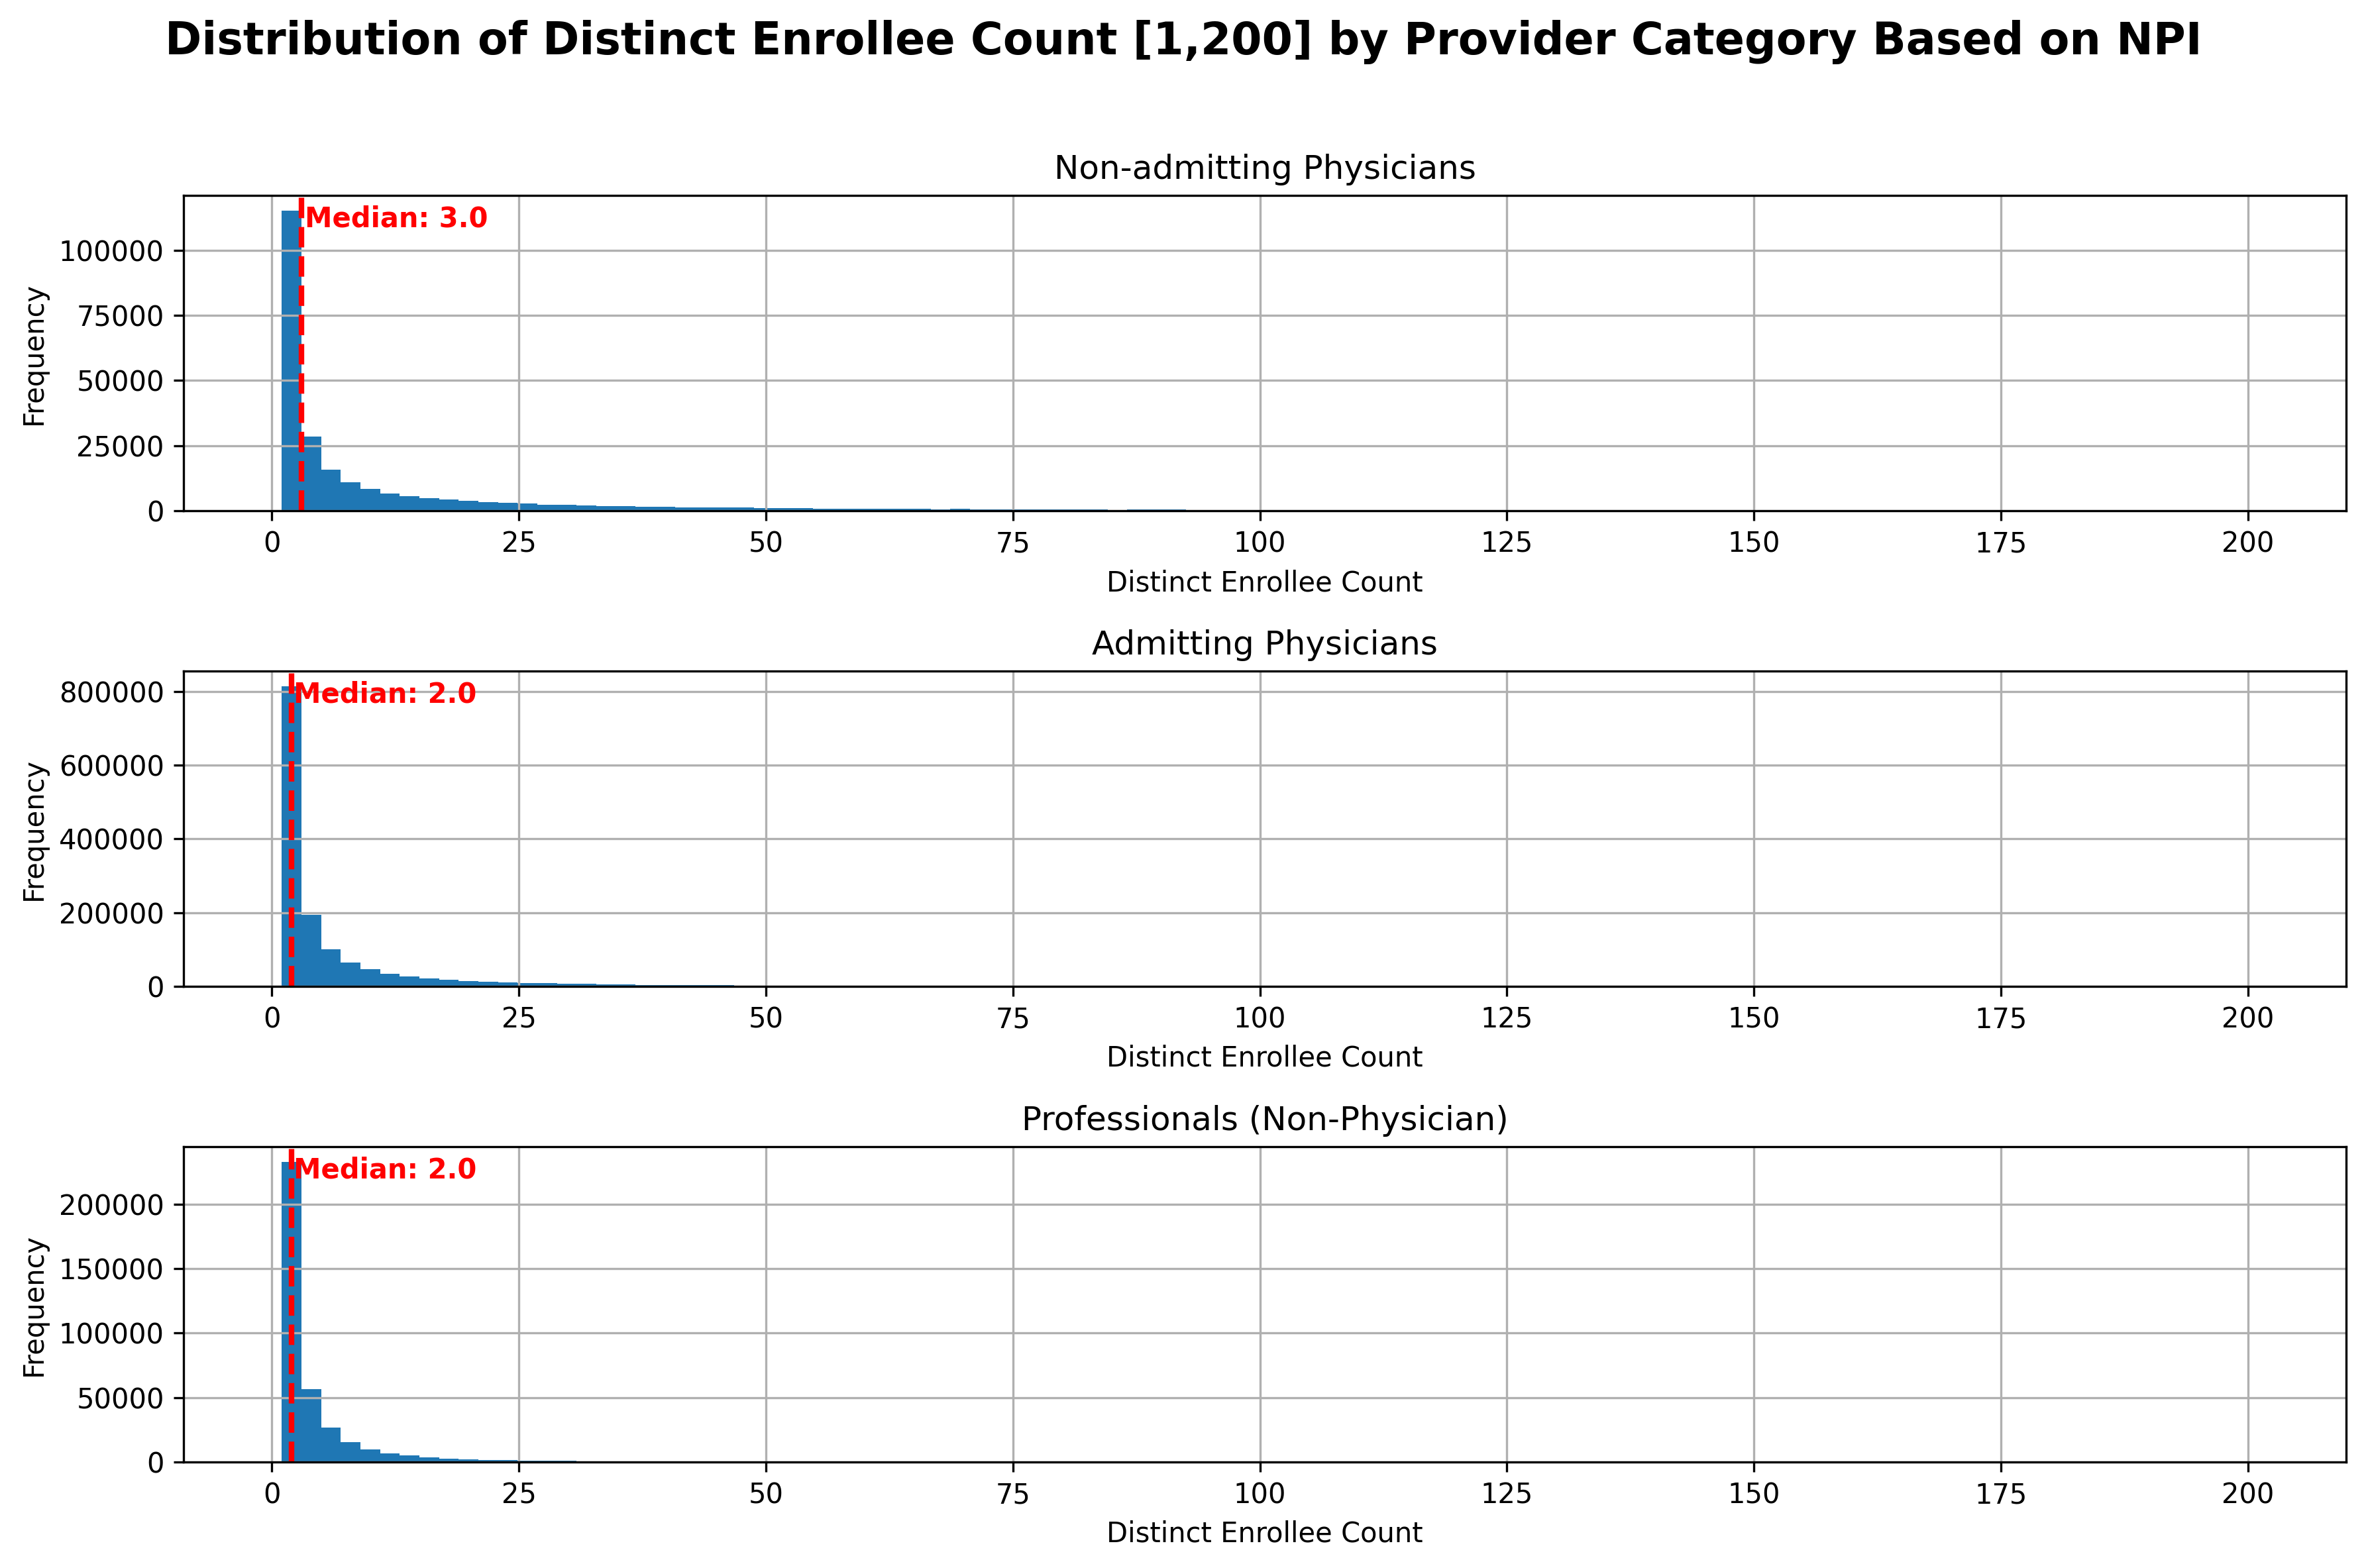 Distribution of Distinct Enrollee Count [1,200] by Provider Category Based on NPI
Non-admitting Physicians
Median: 3.0
Frequency
100000
75000
50000
25000
0
0 25 50 75 100 125 150 175 200
Distinct Enrollee Count
Admitting Physicians
Median: 2.0
Frequency
800000
600000
400000
200000
0
0 25 50 75 100 125 150 175 200
Distinct Enrollee Count
Professionals (Non-Physician)
Median: 2.0
Frequency
200000
150000
100000
50000
0
0 25 50 75 100 125 150 175 200
Distinct Enrollee Count